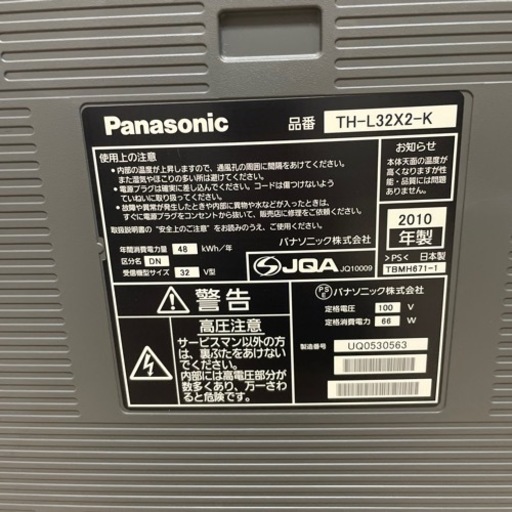 Panasonic 品番 TH-L32X2-K
使用上の注意
• 内部の温度が上昇しますので、通風孔の周囲に間隔をあけてください。
また湿気やほこりの多い所に置かないでください。
• 電源プラグは確実に差し込んでください。コードは傷つけないよう
ていねいに取り扱ってください。
• 故障や異常が発生したときや内部に異物や水などが入ったときは、
すぐに電源プラグをコンセントから抜いて、販売店に修理をご依頼ください。
取扱説明書の"安全上のご注意"をお読みのうえ、ご使用ください。
お知らせ
本体天面の温度が
高くなりますが性
能・品質には問題
ありません。
年間消費電力量 48 kWh/年
区分名 DN
受信機型サイズ 32 V型
パナソニック株式会社
JQA JQ10009
2010
年製
>PS< 日本製
TBMH671-1
警告
高圧注意
サービスマン以外の方
は、裏ぶたをあけない
でください。
内部には高電圧部分が
数多くあり、万一さわ
ると危険です。
PSE パナソニック株式会社
定格電圧 100 V
定格消費電力 66 W
製造番号 UQ0530563